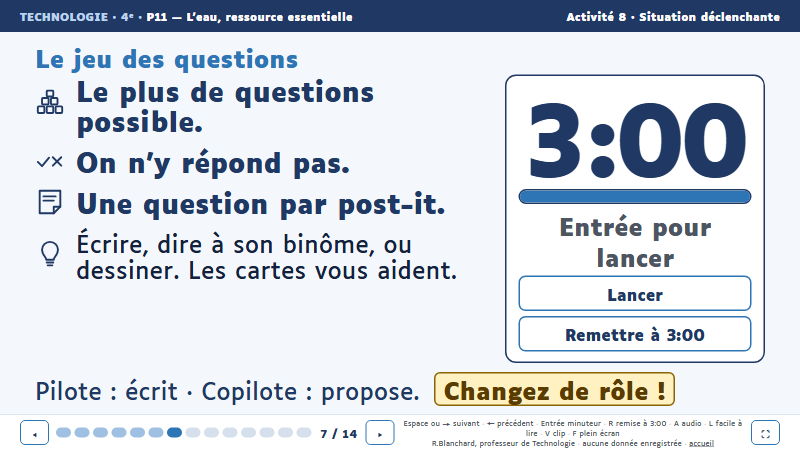 TECHNOLOGIE · 4ᵉ · P11 — L'eau, ressource essentielle
Activité 8 · Situation déclenchante
Le jeu des questions
Le plus de questions
possible.
On n'y répond pas.
Une question par post-it.
Écrire, dire à son binôme, ou
dessiner. Les cartes vous aident.
3:00
Entrée pour
lancer
Lancer
Remettre à 3:00
Pilote : écrit · Copilote : propose.
Changez de rôle !
7 / 14
Espace ou → suivant · ← précédent · Entrée minuteur · R remise à 3:00 · A audio · L facile à
lire · V clip · F plein écran
R.Blanchard, professeur de Technologie · aucune donnée enregistrée · accueil